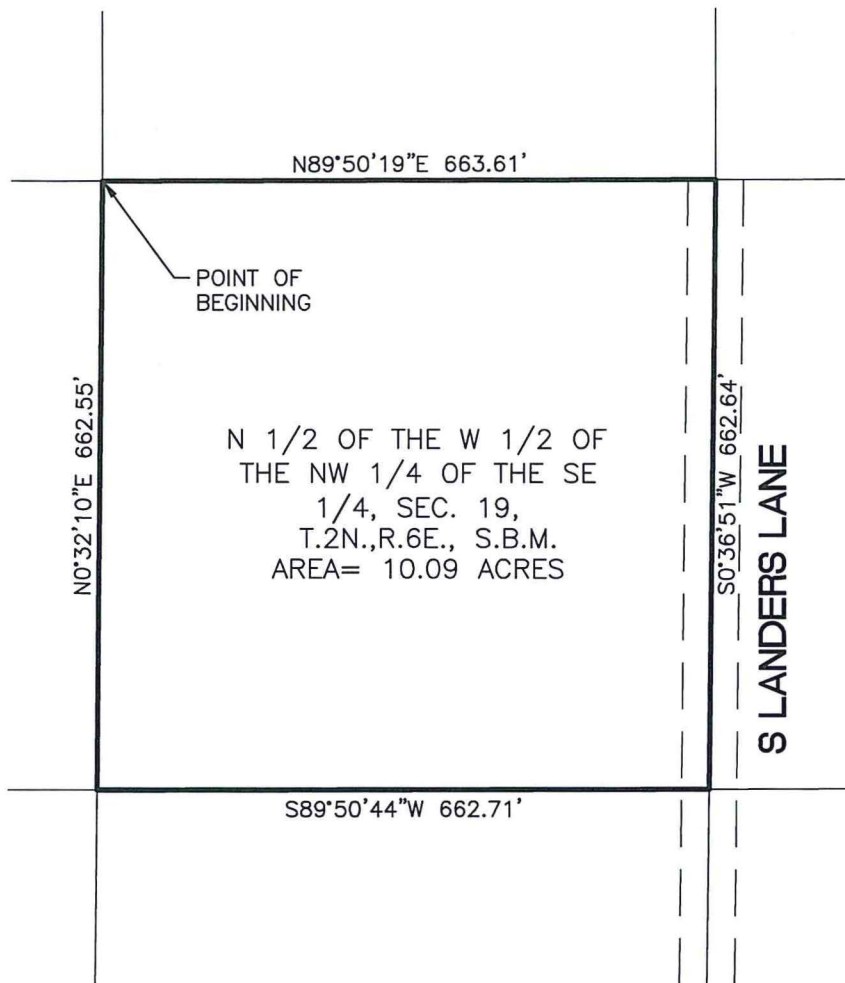 N89°50'19"E 663.61'
POINT OF
BEGINNING
N0°32'10"E 662.55'
N 1/2 OF THE W 1/2 OF
THE NW 1/4 OF THE SE
1/4, SEC. 19,
T.2N.,R.6E., S.B.M.
AREA= 10.09 ACRES
S0°36'51"W 662.64'
S LANDERS LANE
S89°50'44"W 662.71'